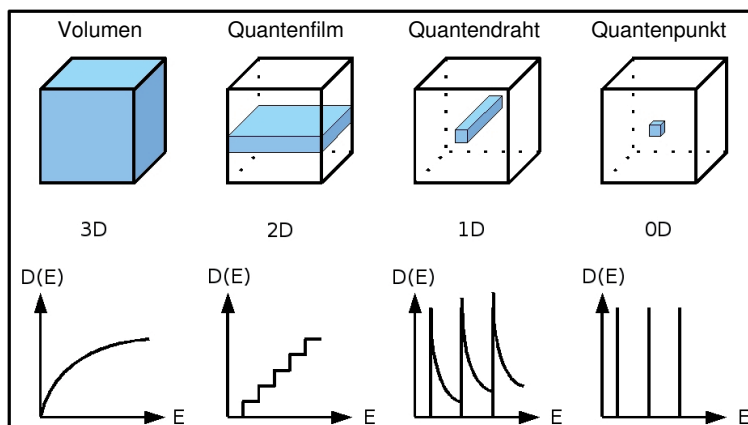 Volumen Quantenfilm Quantendraht Quantenpunkt
3D 2D 1D 0D
D(E) D(E) D(E) D(E)
E E E E